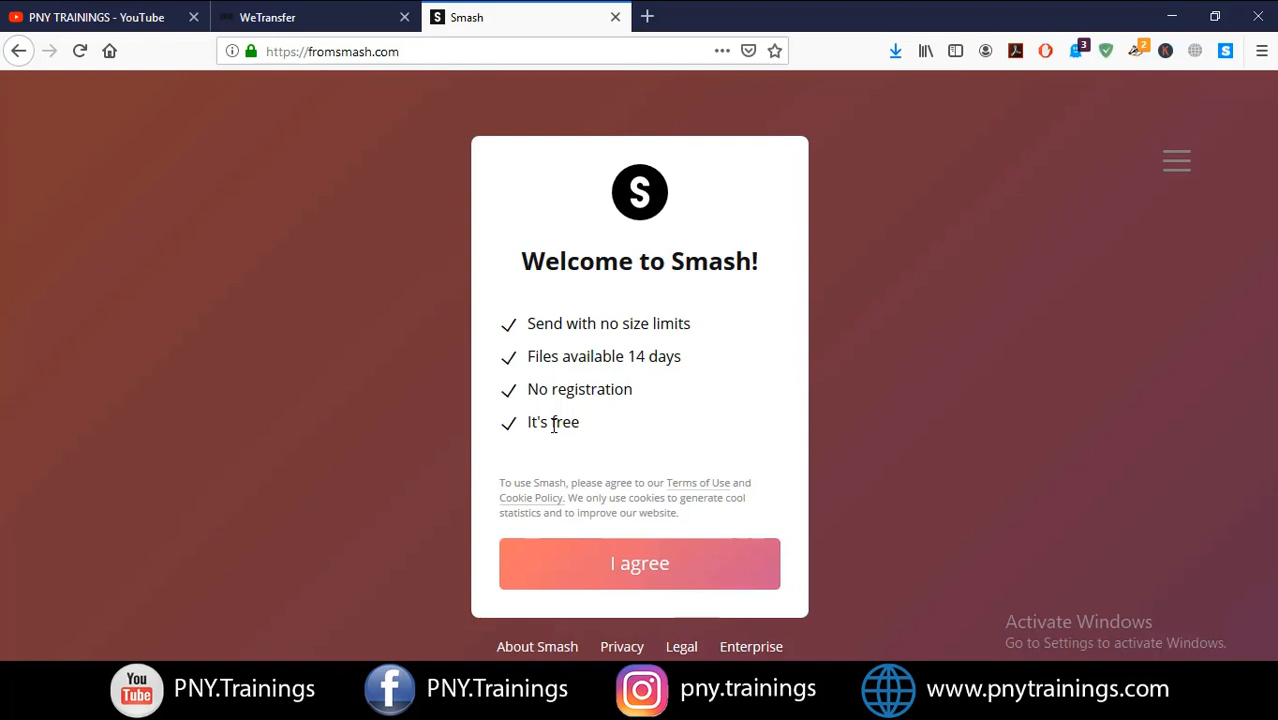 PNY TRAININGS - YouTube
WeTransfer
S Smash
https://fromsmash.com
3
2
K
S
S
Welcome to Smash!
Send with no size limits
Files available 14 days
No registration
It's free
To use Smash, please agree to our Terms of Use and
Cookie Policy. We only use cookies to generate cool
statistics and to improve our website.
I agree
Activate Windows
Go to Settings to activate Windows.
About Smash Privacy Legal Enterprise
You
Tube
PNY.Trainings
f
PNY.Trainings
pny.trainings
www.pnytrainings.com